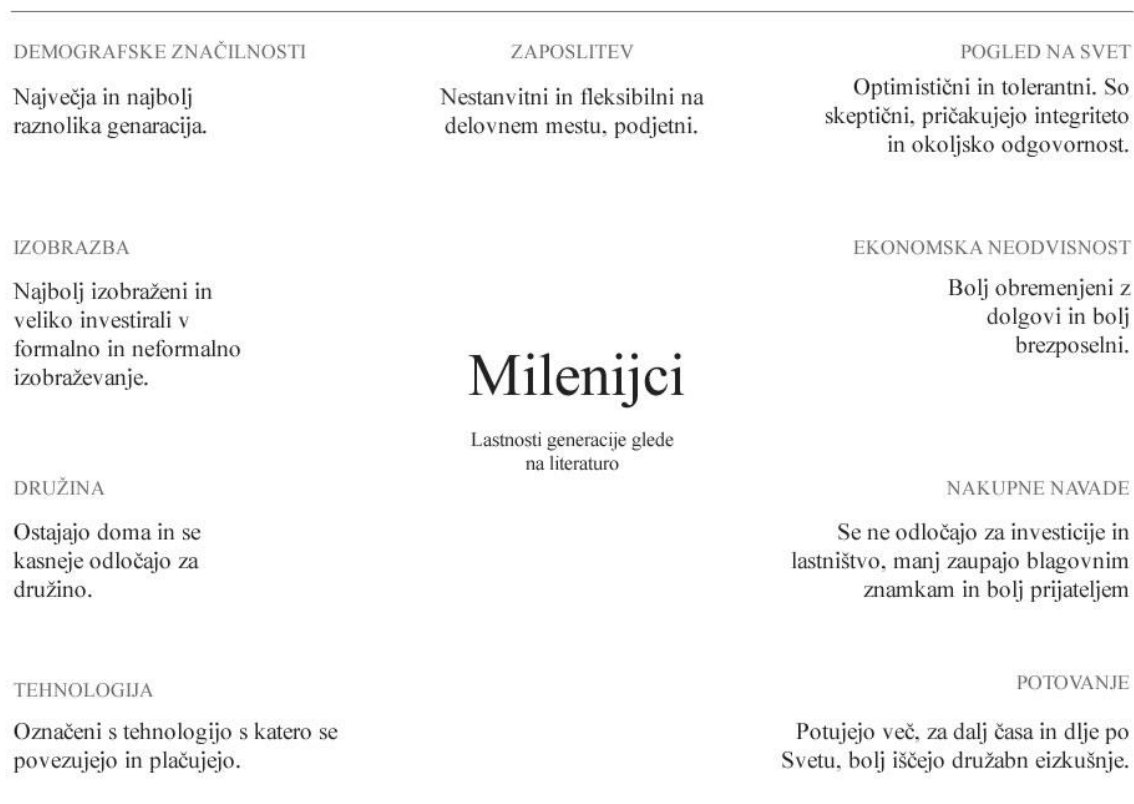 DEMOGRAFSKE ZNAČILNOSTI
Največja in najbolj
raznolika genaracija.
ZAPOSLITEV
Nestanvitni in fleksibilni na
delovnem mestu, podjetni.
POGLED NA SVET
Optimistični in tolerantni. So
skeptični, pričakujejo integriteto
in okoljsko odgovornost.
IZOBRAZBA
Najbolj izobraženi in
veliko investirali v
formalno in neformalno
izobraževanje.
EKONOMSKA NEODVISNOST
Bolj obremenjeni z
dolgovi in bolj
brezposelni.
Milenijci
Lastnosti generacije glede
na literaturo
DRUŽINA
Ostajajo doma in se
kasneje odločajo za
družino.
NAKUPNE NAVADE
Se ne odločajo za investicije in
lastništvo, manj zaupajo blagovnim
znamkam in bolj prijateljem
TEHNOLOGIJA
Označeni s tehnologijo s katero se
povezujejo in plačujejo.
POTOVANJE
Potujejo več, za dalj časa in dlje po
Svetu, bolj iščejo družabn eizkušnje.